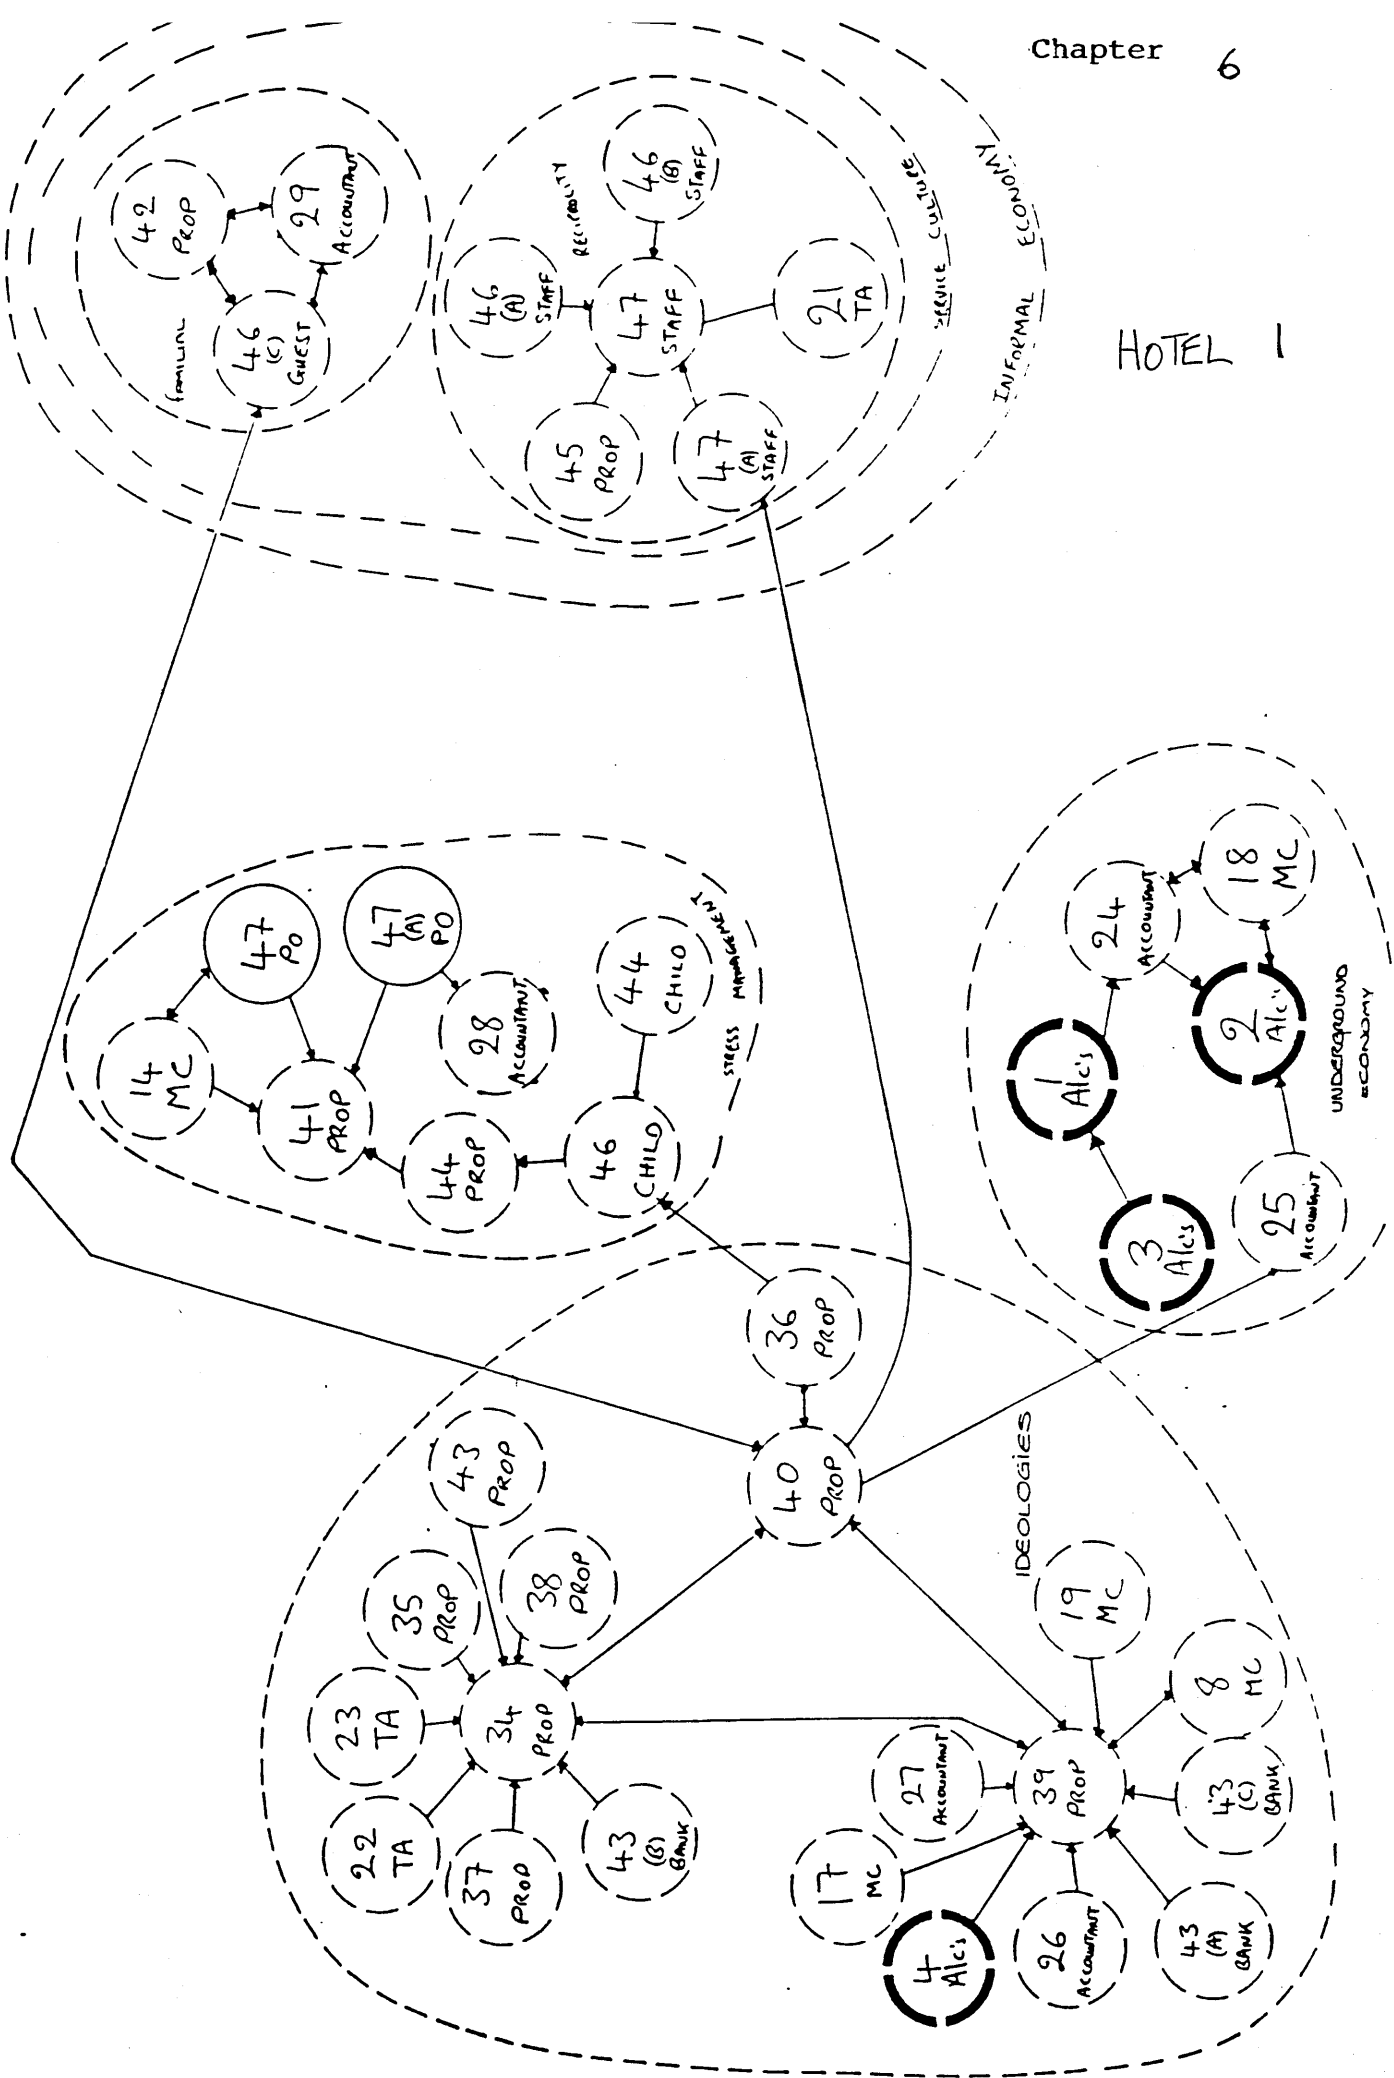 Chapter 6
HOTEL 1
INFORMAL ECONOMY
SERVICE CULTURE
FAMILIAL
42
PROP
29
ACCOUNTANT
46
(C)
GUEST
RECIPROLITY
46
(B)
STAFF
46
(A)
STAFF
47
STAFF
21
TA
45
PROP
47
(A)
STAFF
STRESS MANAGEMENT
14
MC
47
PO
47
(A)
PO
41
PROP
28
ACCOUNTANT
44
PROP
44
CHILD
46
CHILD
UNDERGROUND
ECONOMY
24
ACCOUNTANT
18
MC
1
A/c's
2
A/c's
3
A/c's
25
ACCOUNTANT
IDEOLOGIES
36
PROP
40
PROP
43
PROP
35
PROP
38
PROP
23
TA
34
PROP
22
TA
37
PROP
43
(B)
BANK
19
MC
8
MC
27
ACCOUNTANT
39
PROP
43
(C)
BANK
17
MC
4
A/c's
26
ACCOUNTANT
43
(A)
BANK